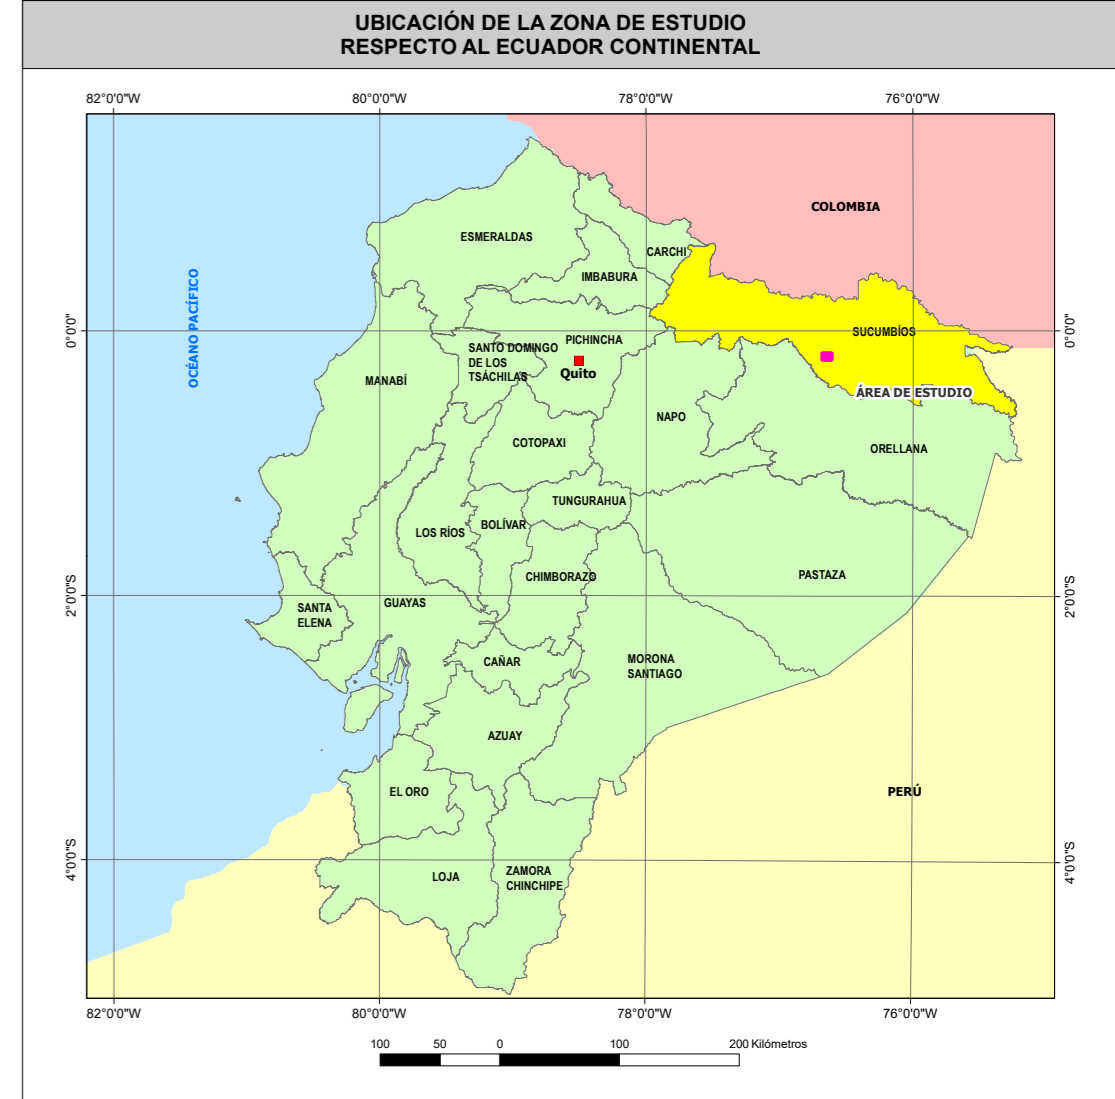 UBICACIÓN DE LA ZONA DE ESTUDIO
RESPECTO AL ECUADOR CONTINENTAL
82°0'0"W
80°0'0"W
78°0'0"W
76°0'0"W
COLOMBIA
ESMERALDAS
CARCHI
IMBABURA
OCÉANO PACÍFICO
0°0'0"
0°0'0"
SUCUMBÍOS
PICHINCHA
SANTO DOMINGO
DE LOS
TSÁCHILAS
Quito
MANABÍ
ÁREA DE ESTUDIO
NAPO
COTOPAXI
ORELLANA
TUNGURAHUA
BOLÍVAR
LOS RÍOS
CHIMBORAZO
PASTAZA
2°0'0"S
2°0'0"S
SANTA
ELENA
GUAYAS
CAÑAR
MORONA
SANTIAGO
AZUAY
EL ORO
PERÚ
4°0'0"S
4°0'0"S
LOJA
ZAMORA
CHINCHIPE
82°0'0"W
80°0'0"W
78°0'0"W
76°0'0"W
100
50
0
100
200 Kilómetros